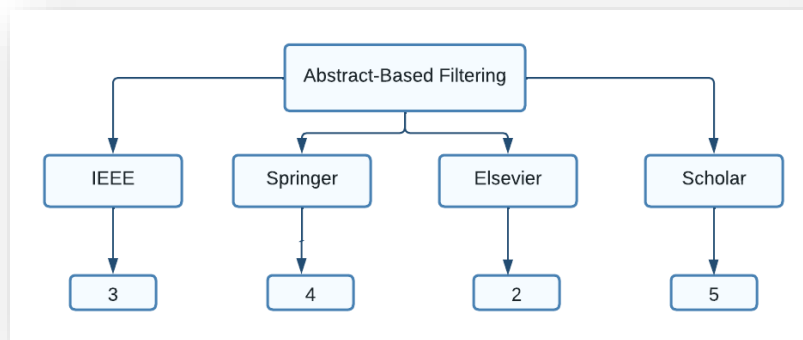 Abstract-Based Filtering
IEEE
Springer
Elsevier
Scholar
3
4
2
5